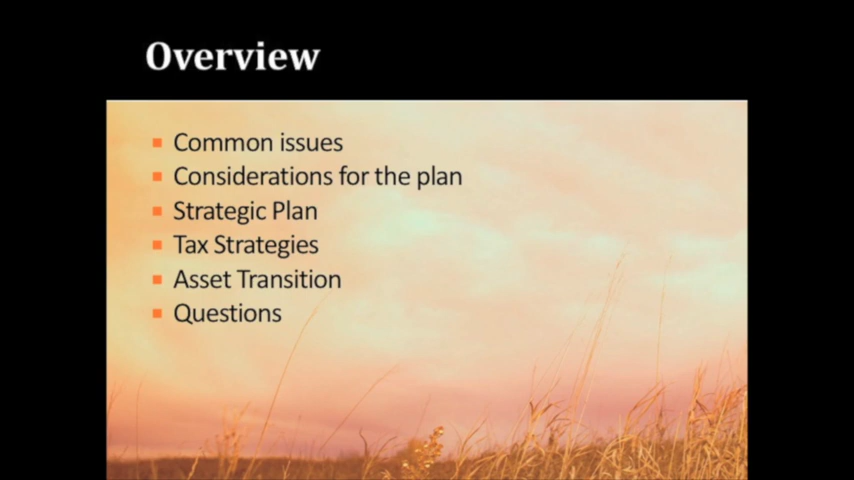 Overview
Common issues
Considerations for the plan
Strategic Plan
Tax Strategies
Asset Transition
Questions